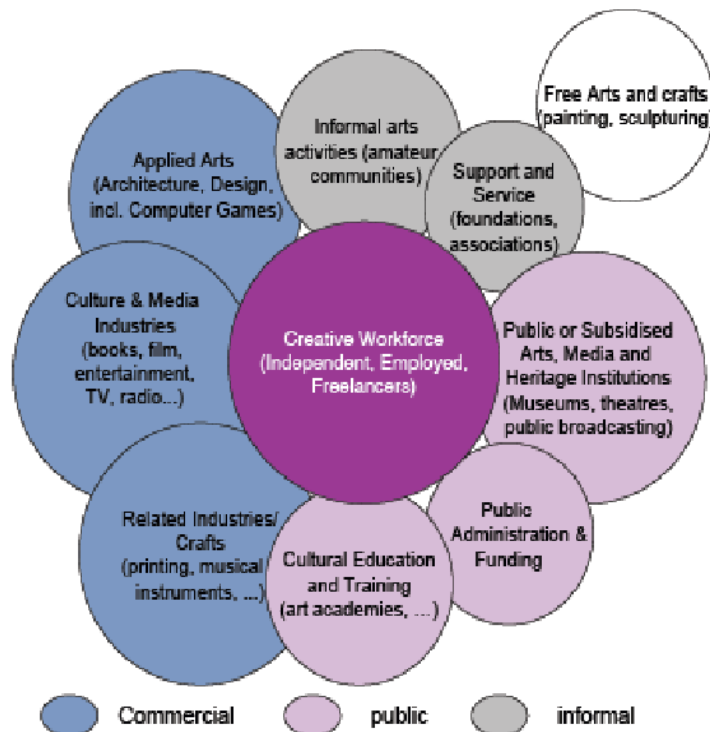 Free Arts and crafts
(painting, sculpturing)
Informal arts
activities (amateur
communities)
Applied Arts
(Architecture, Design,
incl. Computer Games)
Support and
Service
(foundations,
associations)
Culture & Media
Industries
(books, film,
entertainment,
TV, radio...)
Creative Workforce
(Independent, Employed,
Freelancers)
Public or Subsidised
Arts, Media and
Heritage Institutions
(Museums, theatres,
public broadcasting)
Related Industries/
Crafts
(printing, musical
instruments, ...)
Cultural Education
and Training
(art academies, ...)
Public
Administration &
Funding
Commercial
public
informal